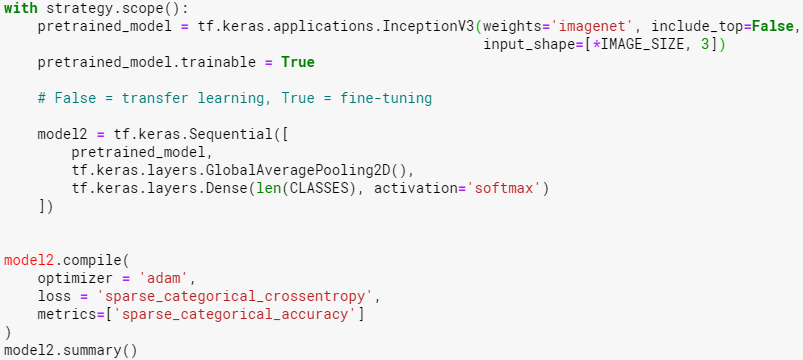 with strategy.scope():
    pretrained_model = tf.keras.applications.InceptionV3(weights='imagenet', include_top=False,
                                                         input_shape=[*IMAGE_SIZE, 3])
    pretrained_model.trainable = True

    # False = transfer learning, True = fine-tuning

    model2 = tf.keras.Sequential([
        pretrained_model,
        tf.keras.layers.GlobalAveragePooling2D(),
        tf.keras.layers.Dense(len(CLASSES), activation='softmax')
    ])


model2.compile(
    optimizer = 'adam',
    loss = 'sparse_categorical_crossentropy',
    metrics=['sparse_categorical_accuracy']
)
model2.summary()